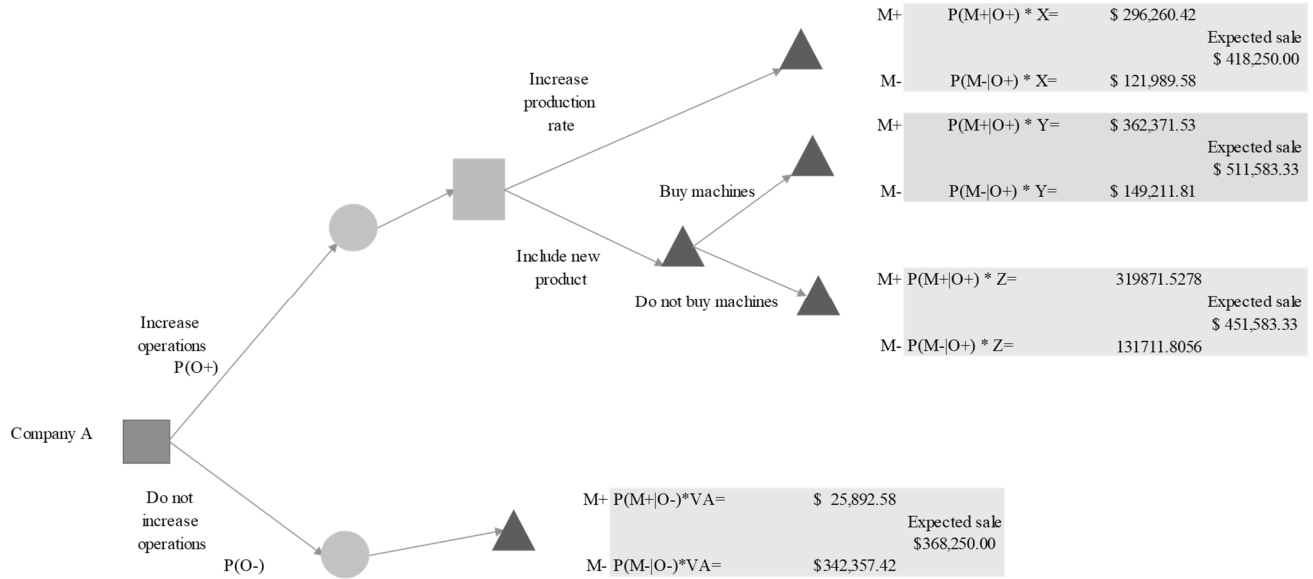 M+ P(M+|O+) * X= $ 296,260.42
Expected sale
$ 418,250.00
M- P(M-|O+) * X= $ 121,989.58
Increase
production
rate
M+ P(M+|O+) * Y= $ 362,371.53
Expected sale
$ 511,583.33
M- P(M-|O+) * Y= $ 149,211.81
Buy machines
Include new
product
Do not buy machines
M+ P(M+|O+) * Z= 319871.5278
Expected sale
$ 451,583.33
M- P(M-|O+) * Z= 131711.8056
Increase
operations
P(O+)
Company A
Do not
increase
operations
P(O-)
M+ P(M+|O-)*VA= $ 25,892.58
Expected sale
$368,250.00
M- P(M-|O-)*VA= $342,357.42